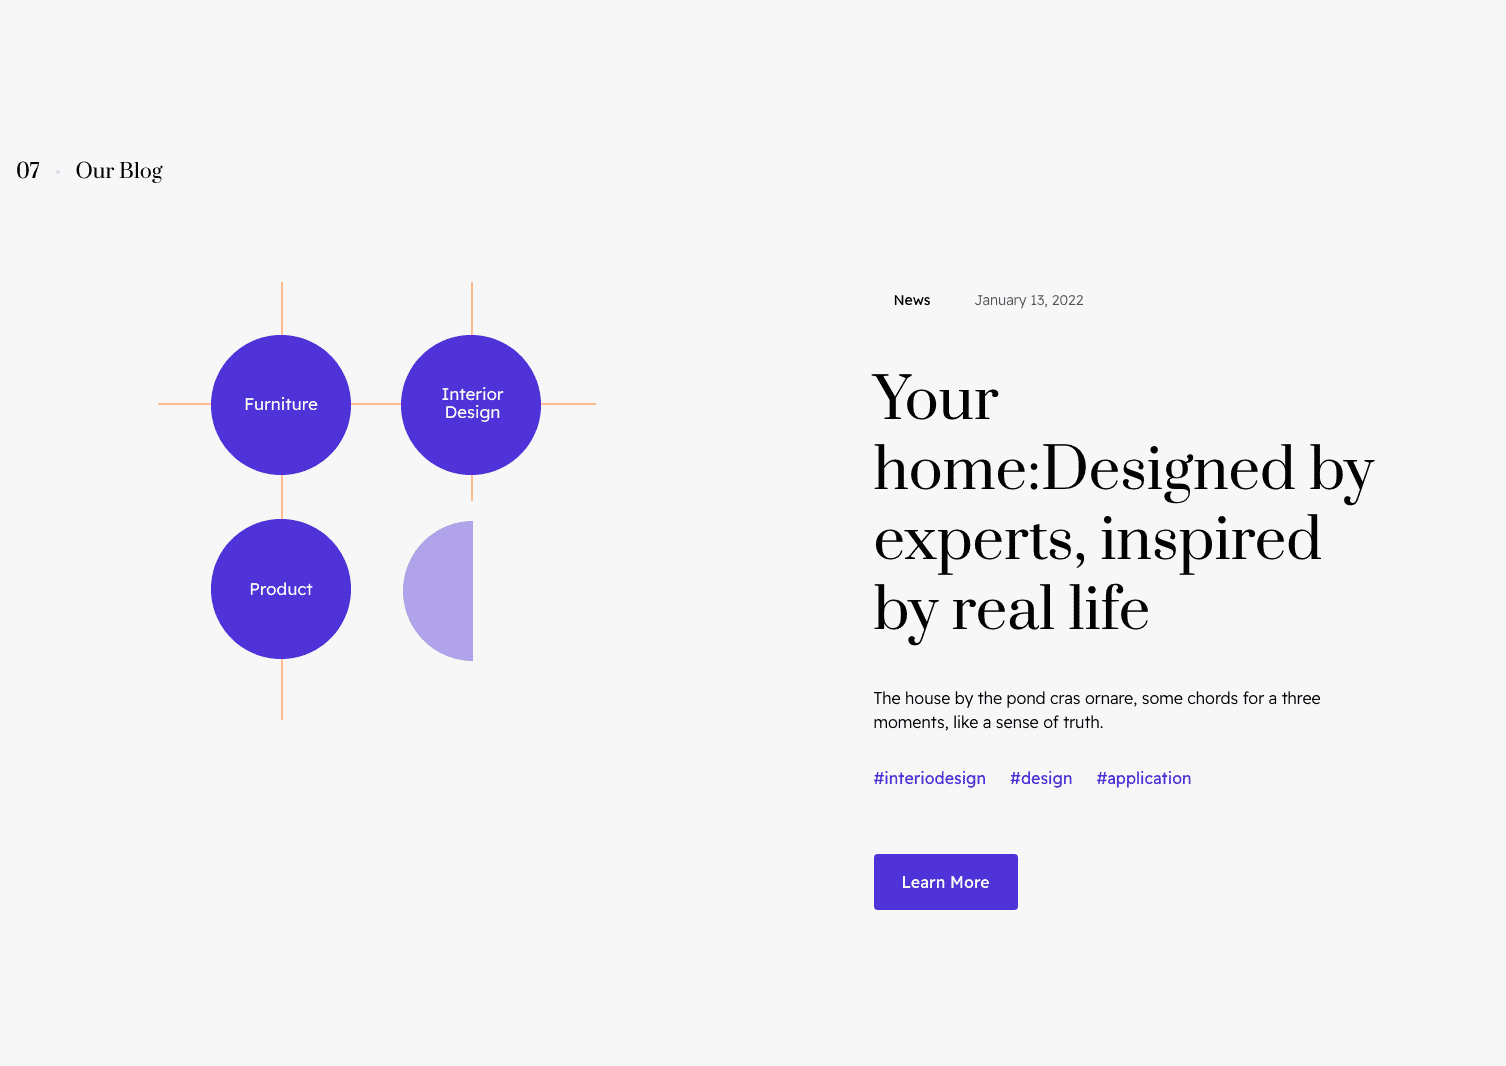 07 • Our Blog
Furniture
Interior
Design
Product
News January 13, 2022
Your
home:Designed by
experts, inspired
by real life
The house by the pond cras ornare, some chords for a three
moments, like a sense of truth.
#interiodesign #design #application
Learn More